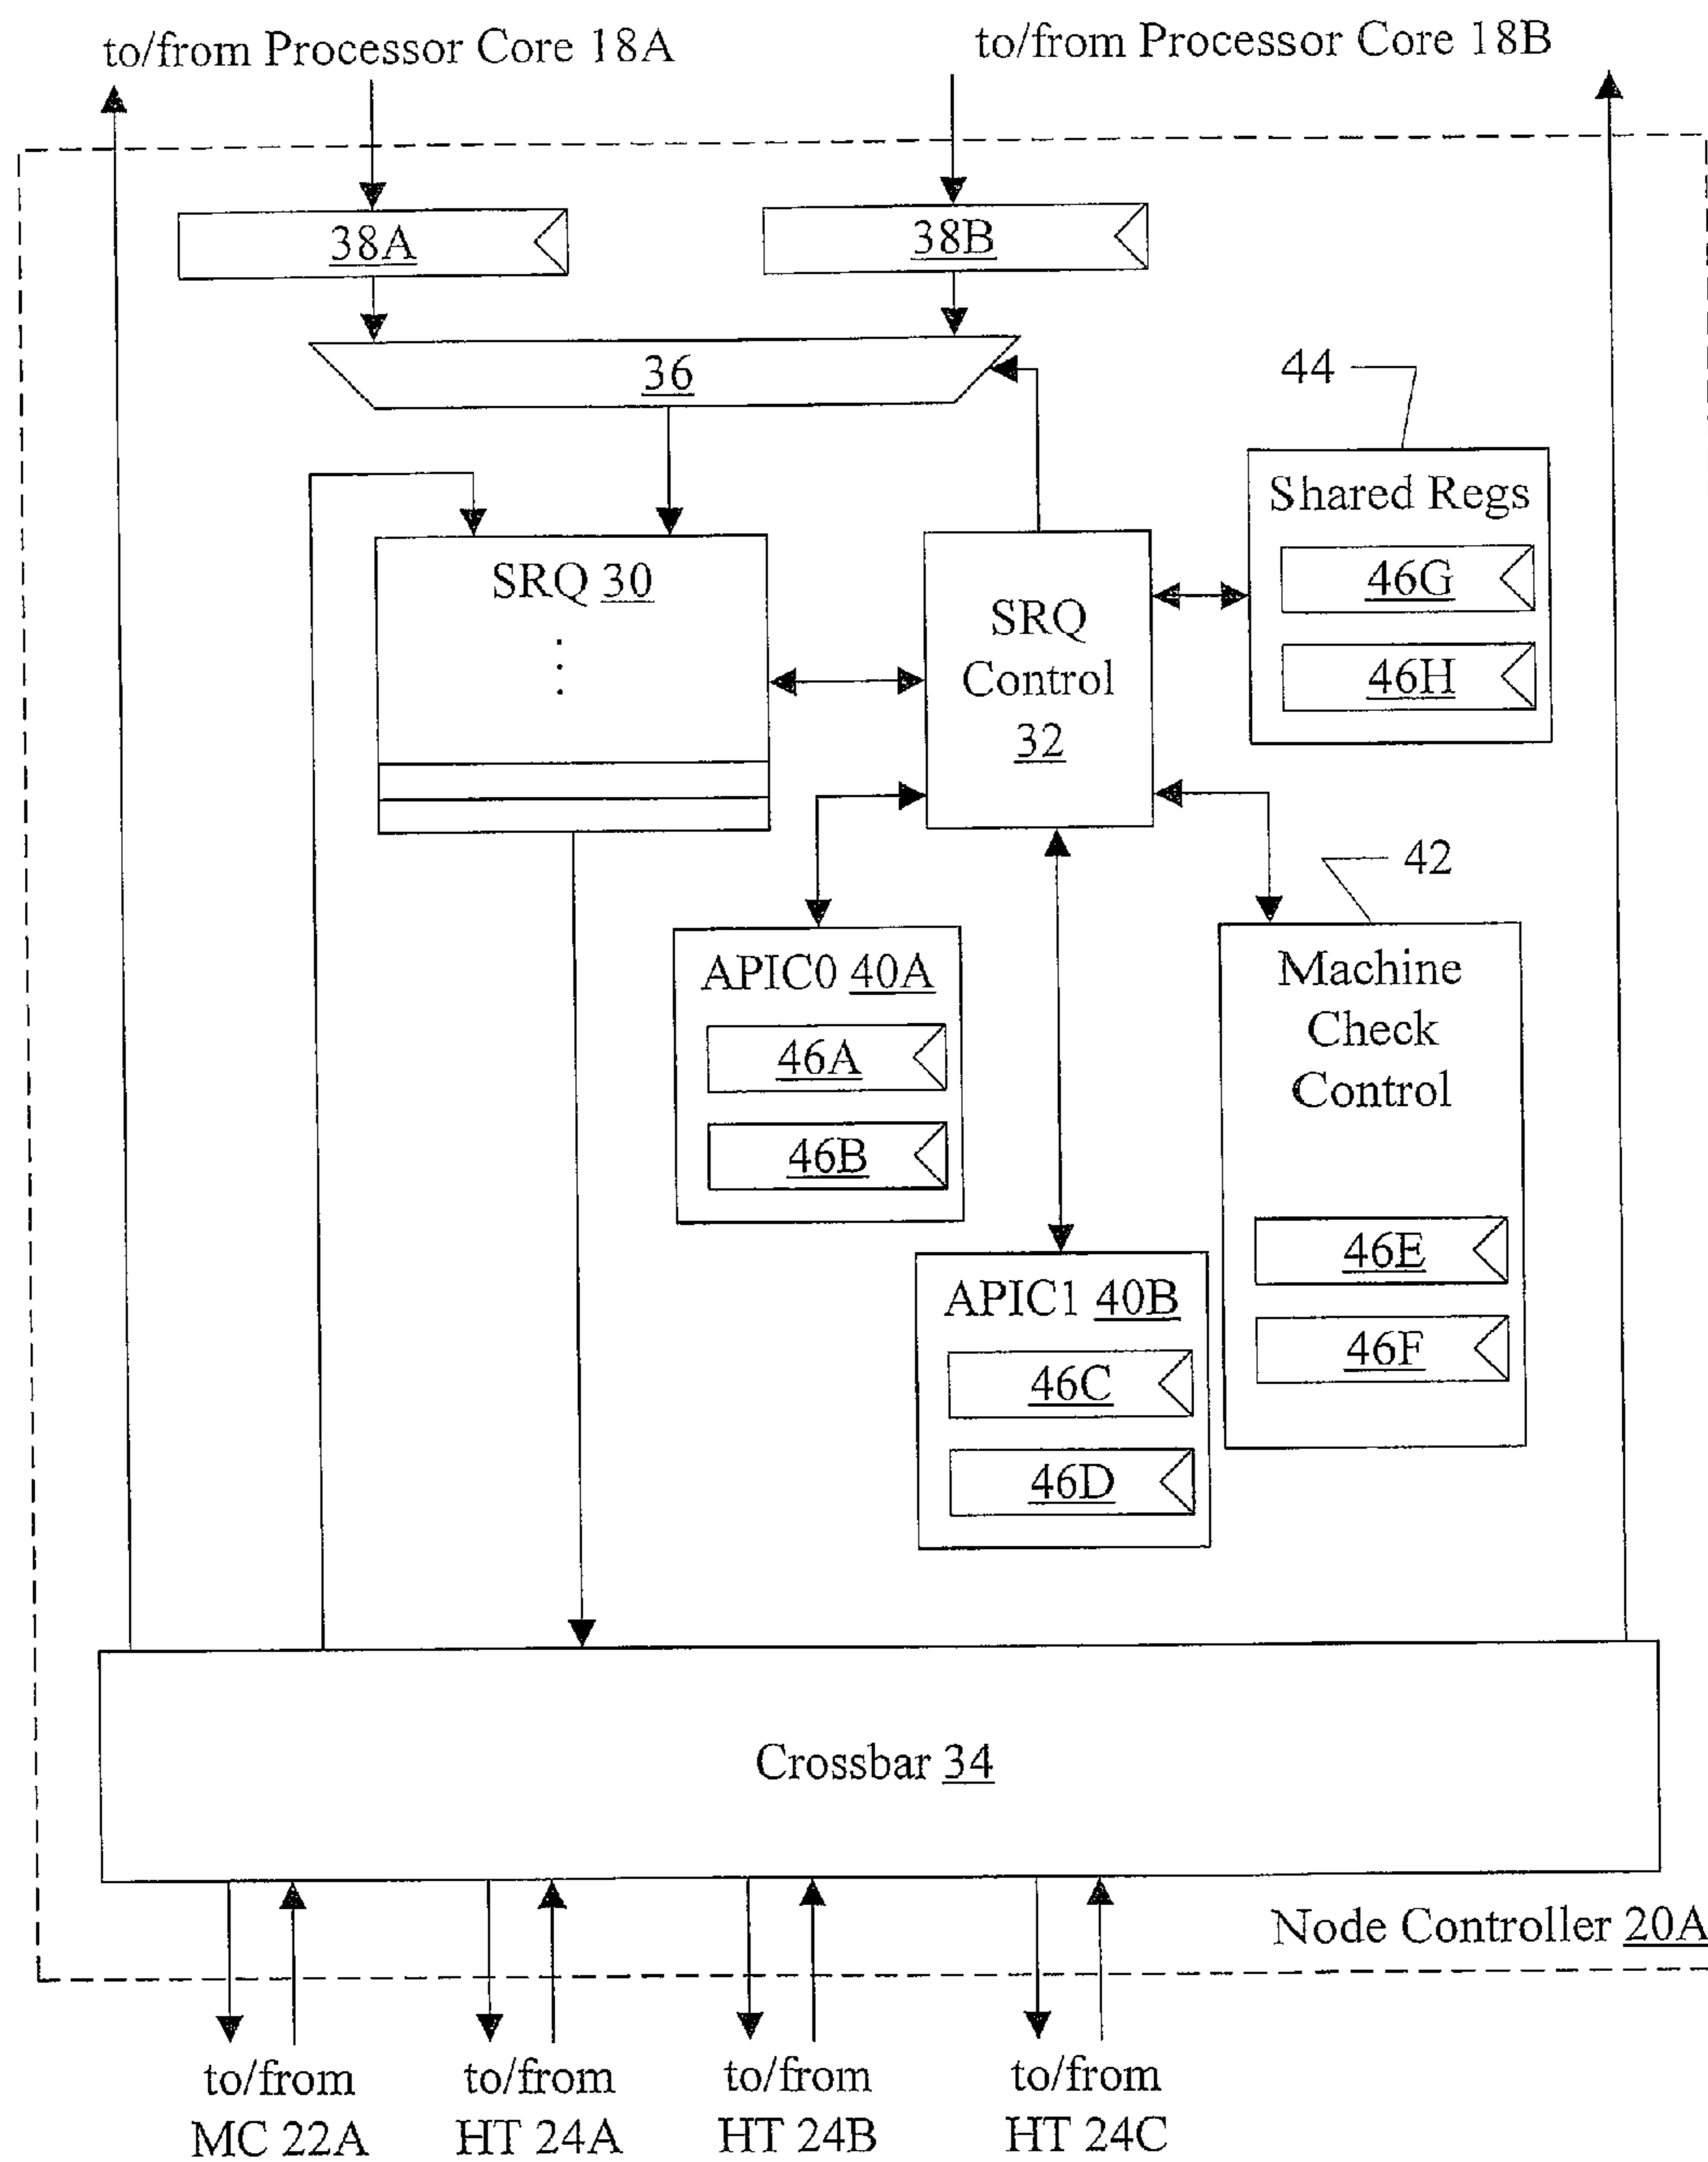 to/from Processor Core 18A
to/from Processor Core 18B
38A
38B
36
44
Shared Regs
46G
46H
SRQ 30
SRQ
Control
32
42
APIC0 40A
46A
46B
Machine
Check
Control
46E
46F
APIC1 40B
46C
46D
Crossbar 34
Node Controller 20A
to/from
MC 22A
to/from
HT 24A
to/from
HT 24B
to/from
HT 24C